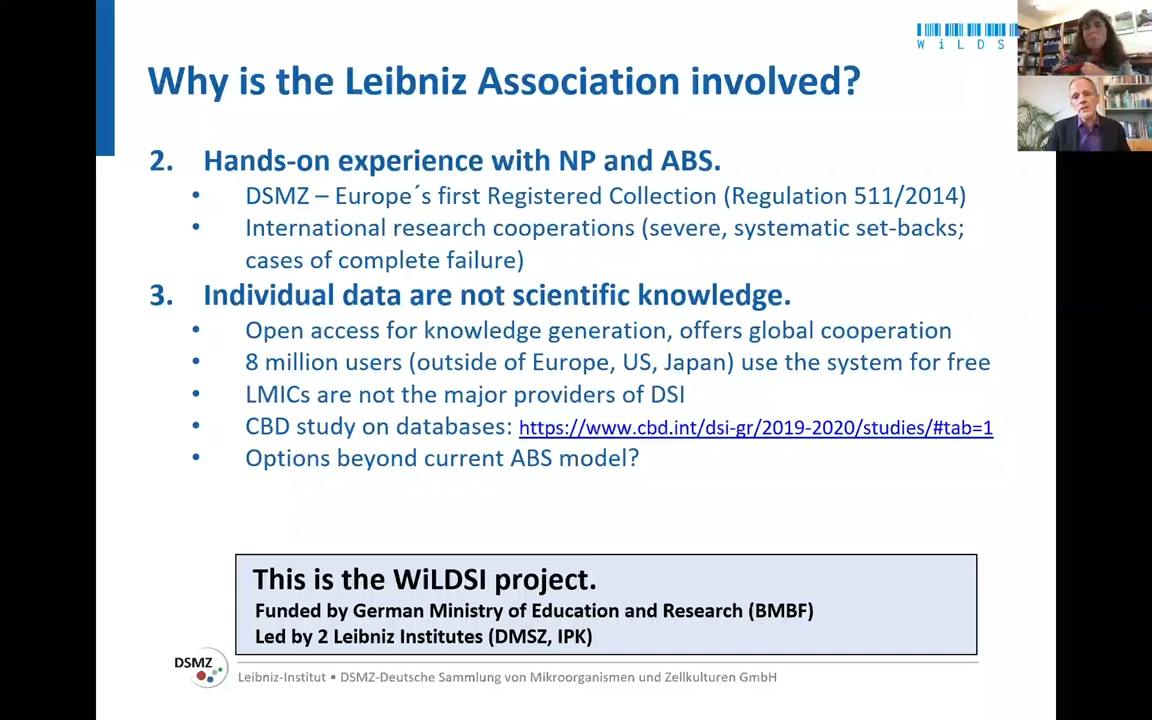 WiLDS
Why is the Leibniz Association involved?
2. Hands-on experience with NP and ABS.
• DSMZ – Europe´s first Registered Collection (Regulation 511/2014)
• International research cooperations (severe, systematic set-backs;
cases of complete failure)
3. Individual data are not scientific knowledge.
• Open access for knowledge generation, offers global cooperation
• 8 million users (outside of Europe, US, Japan) use the system for free
• LMICs are not the major providers of DSI
• CBD study on databases: https://www.cbd.int/dsi-gr/2019-2020/studies/#tab=1
• Options beyond current ABS model?
This is the WiLDSI project.
Funded by German Ministry of Education and Research (BMBF)
Led by 2 Leibniz Institutes (DMSZ, IPK)
DSMZ
Leibniz-Institut • DSMZ-Deutsche Sammlung von Mikroorganismen und Zellkulturen GmbH